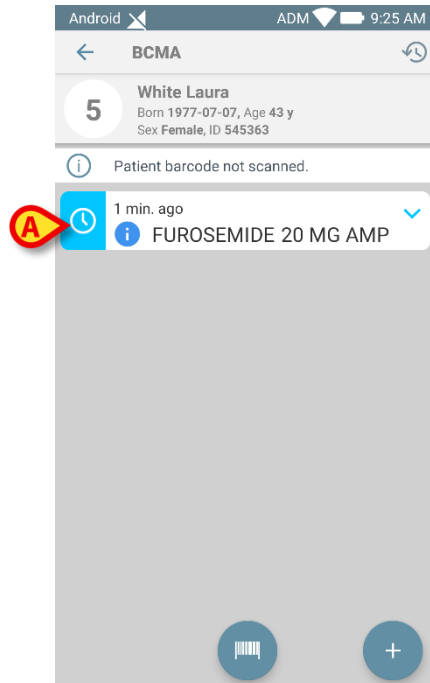 Android ADM 9:25 AM
BCMA
5
White Laura
Born 1977-07-07, Age 43 y
Sex Female, ID 545363
Patient barcode not scanned.
1 min. ago
A
FUROSEMIDE 20 MG AMP